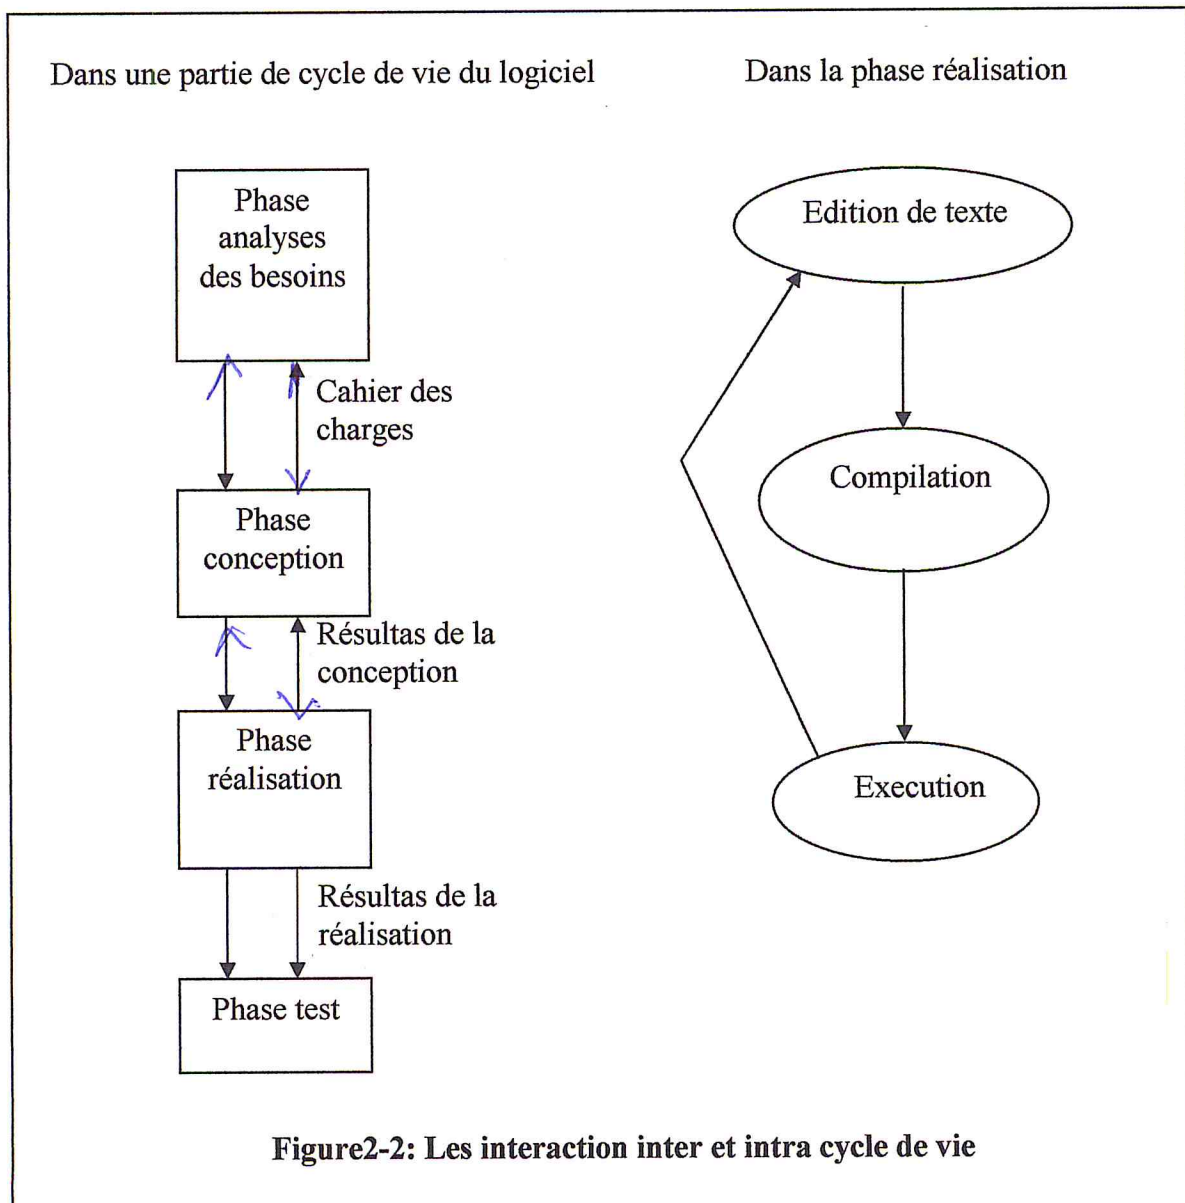 Dans une partie de cycle de vie du logiciel
Phase
analyses
des besoins
Cahier des
charges
Phase
conception
Résultas de la
conception
Phase
réalisation
Résultas de la
réalisation
Phase test
Dans la phase réalisation
Edition de texte
Compilation
Execution
Figure2-2: Les interaction inter et intra cycle de vie